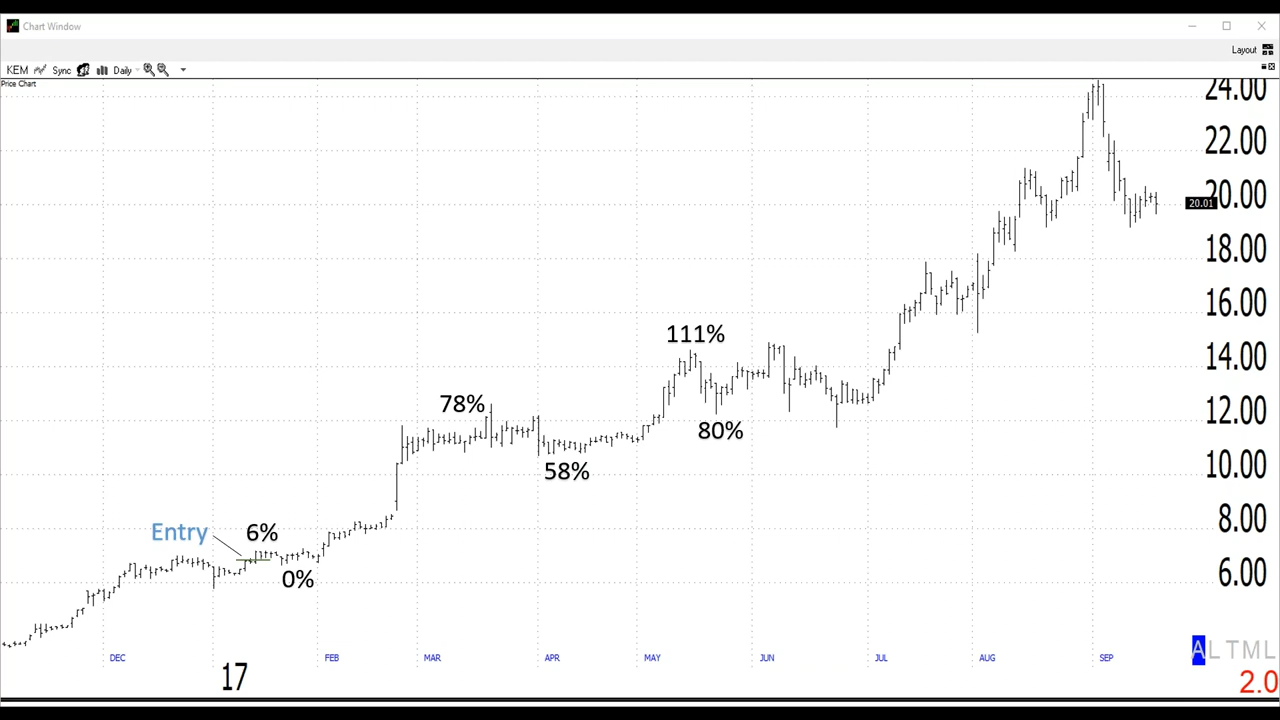 Chart Window
Layout
KEM Sync Daily
Price Chart
24.00
22.00
20.00
20.01
18.00
16.00
111%
14.00
78%
12.00
80%
58%
10.00
Entry 6%
8.00
0%
6.00
DEC FEB MAR APR MAY JUN JUL AUG SEP
17
ALTML
2.0